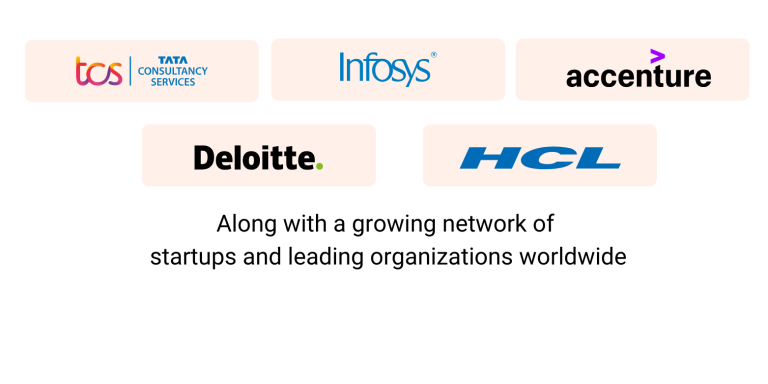 tcs TATA
CONSULTANCY
SERVICES
Infosys®
accenture
Deloitte.
HCL
Along with a growing network of
startups and leading organizations worldwide